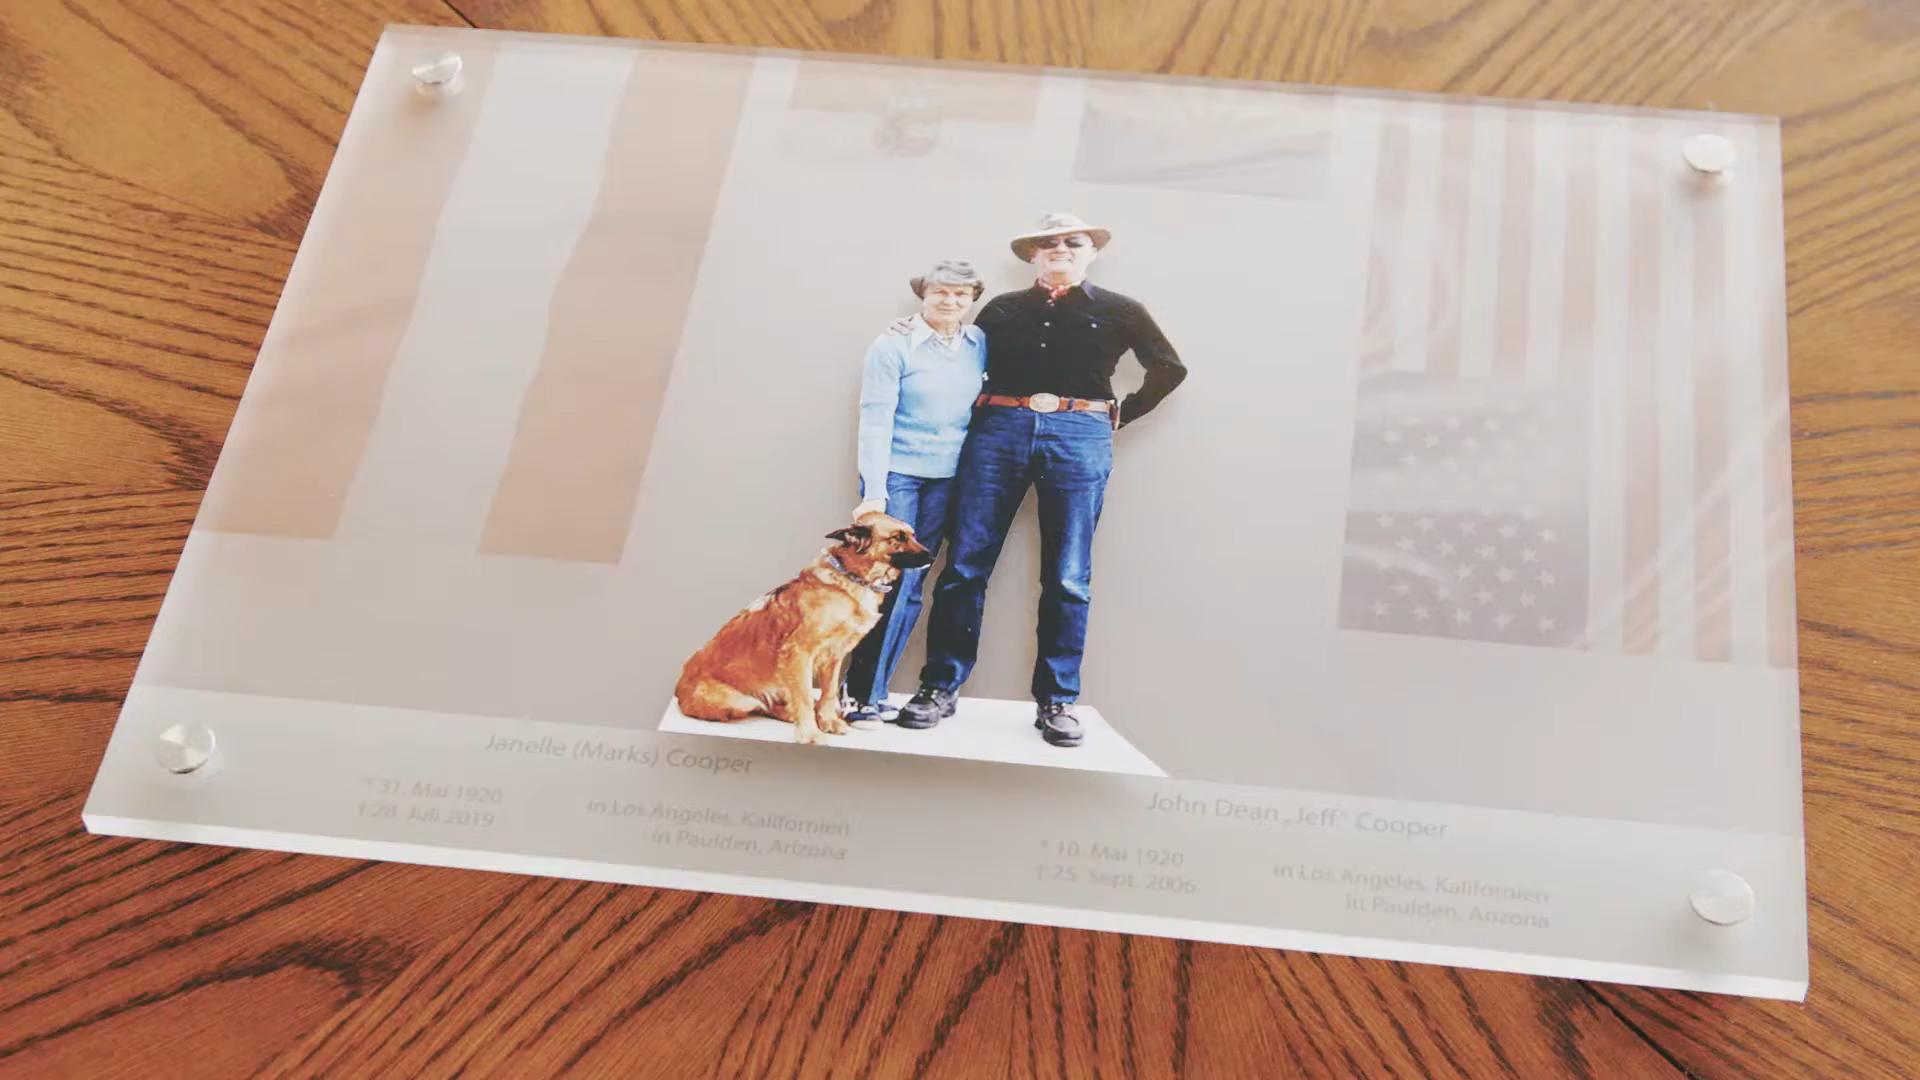 Janelle (Marks) Cooper
* 31. Mai 1920
in Los Angeles, Kalifornien
† 28. Juli 2019
in Paulden, Arizona
John Dean „Jeff“ Cooper
* 10. Mai 1920
in Los Angeles, Kalifornien
† 25. Sept. 2006
in Paulden, Arizona